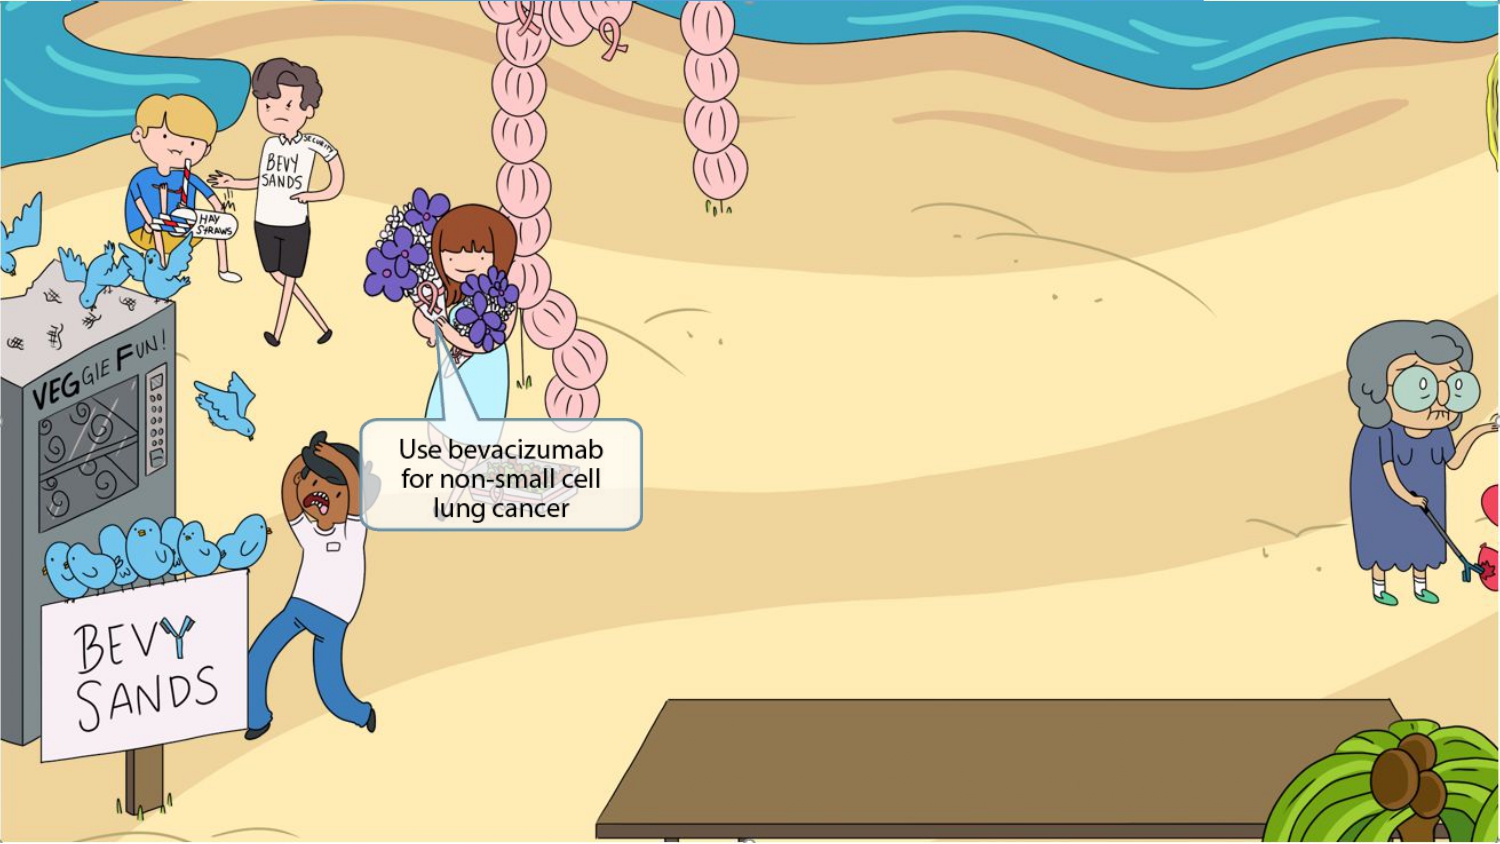 SECURITY
BEVY
SANDS
HAY
STRAWS
VEGGIE FUN!
Use bevacizumab
for non-small cell
lung cancer
BEVY
SANDS